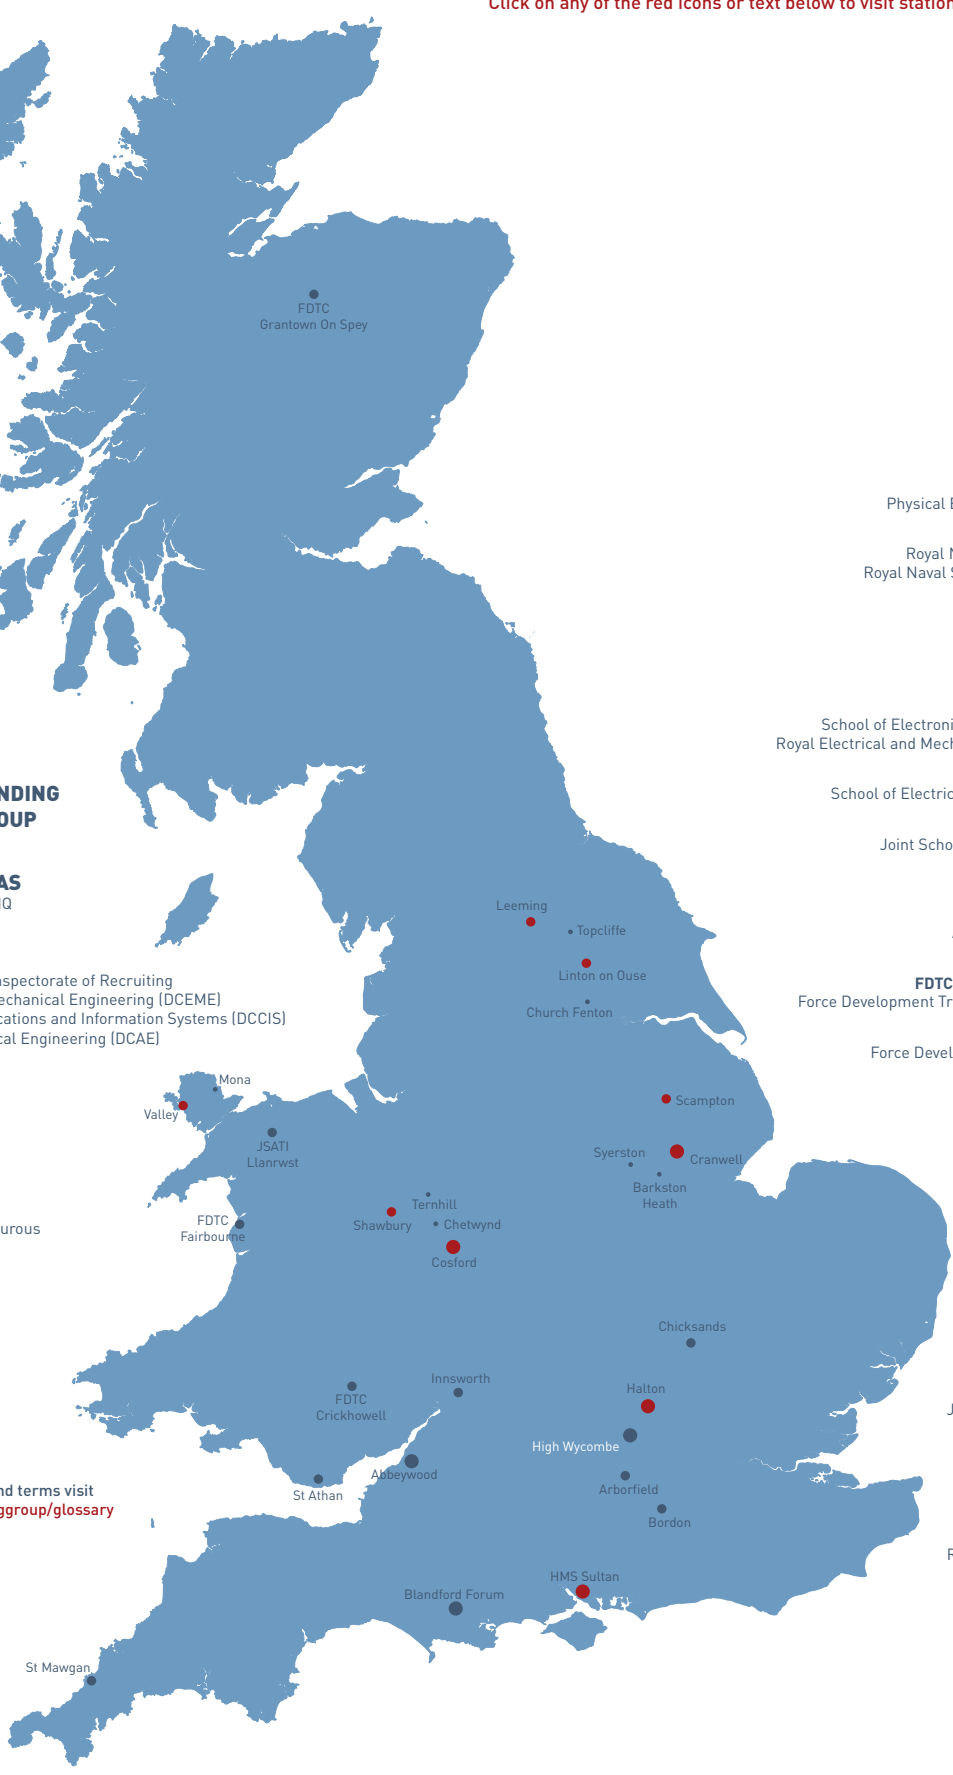 Click on any of the red icons or text below to visit station
FDTC
Grantown On Spey
Physical E
Royal N
Royal Naval S
School of Electroni
Royal Electrical and Mech
NDING
OUP
School of Electric
Joint Scho
AS
IQ
Leeming
Topcliffe
Linton on Ouse
Church Fenton
nspectorate of Recruiting
echanical Engineering (DCEME)
cations and Information Systems (DCCIS)
cal Engineering (DCAE)
FDTC
Force Development Tr
Force Devel
Mona
Valley
JSATI
Llanrwst
Scampton
Syerston
Cranwell
Barkston
Heath
Ternhill
Shawbury
Chetwynd
Cosford
FDTC
Fairbourne
urous
Chicksands
Innsworth
FDTC
Crickhowell
Halton
High Wycombe
Abbeywood
St Athan
Arborfield
Bordon
J
nd terms visit
ggroup/glossary
R
HMS Sultan
Blandford Forum
St Mawgan